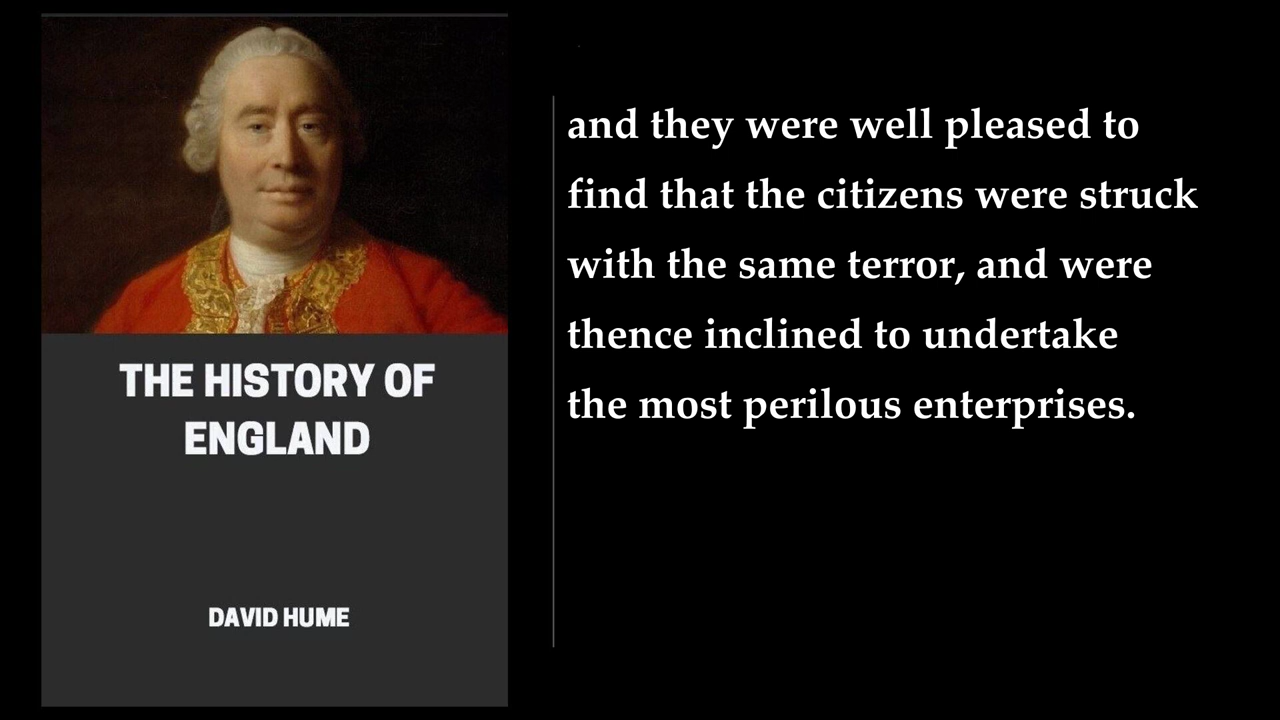 THE HISTORY OF
ENGLAND
DAVID HUME
and they were well pleased to
find that the citizens were struck
with the same terror, and were
thence inclined to undertake
the most perilous enterprises.